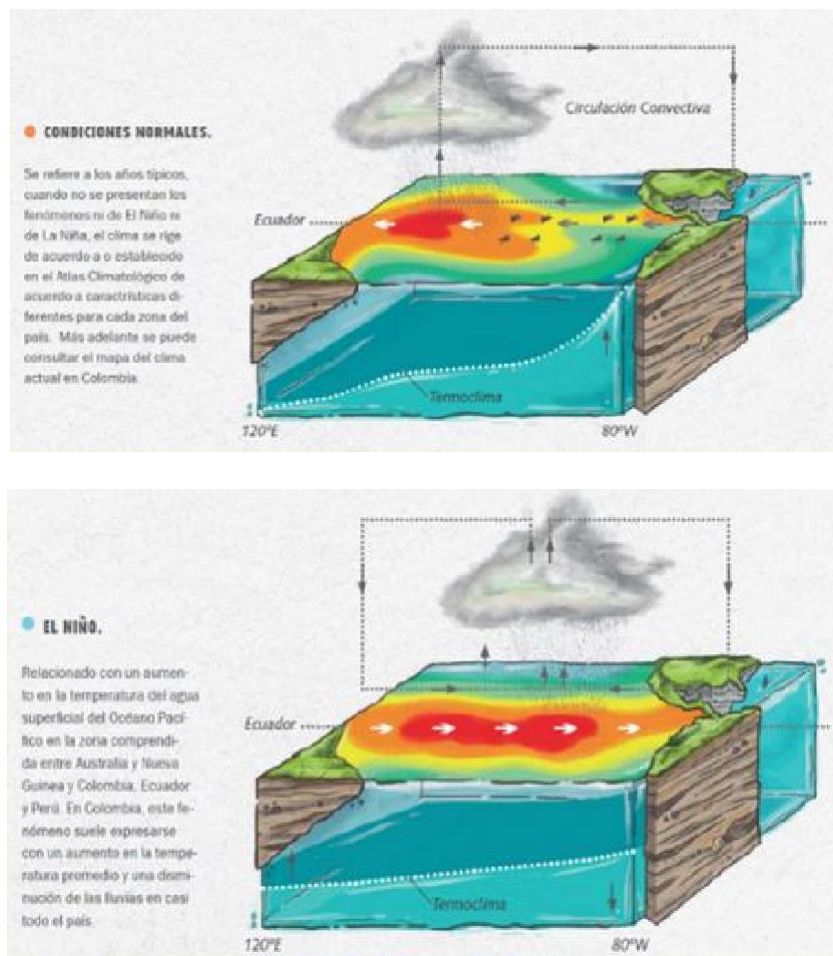 CONDICIONES NORMALES.
Se refiere a los años típicos,
cuando no se presentan los
fenómenos ni de El Niño ni
de La Niña, el clima se rige
de acuerdo a o establecido
en el Atlas Climatológico de
acuerdo a caractrísticas di-
ferentes para cada zona del
país. Más adelante se puede
consultar el mapa del clima
actual en Colombia.
Circulación Convectiva
Ecuador
Termoclima
120°E
80°W
EL NIÑO.
Relacionado con un aumen-
to en la temperatura del agua
superficial del Océano Pací-
fico en la zona comprendi-
da entre Australia y Nueva
Guinea y Colombia, Ecuador
y Perú. En Colombia, este fe-
nómeno suele expresarse
con un aumento en la tempe-
ratura promedio y una dismi-
nución de las lluvias en casi
todo el país.
Ecuador
Termoclima
120°E
80°W